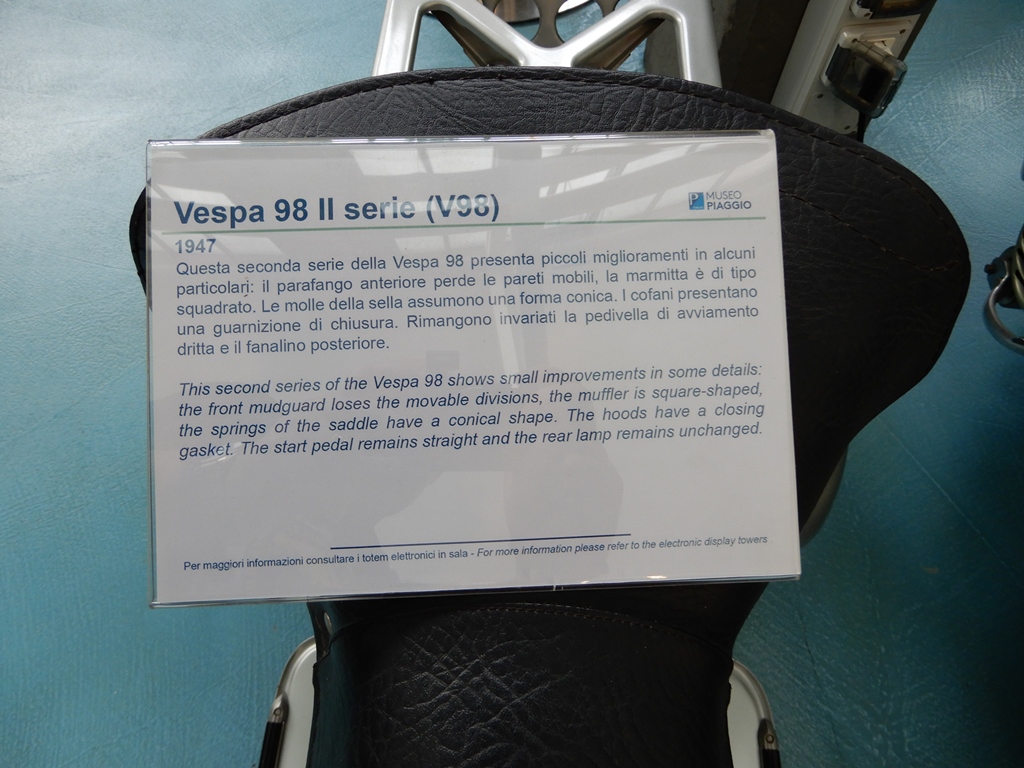 Vespa 98 II serie (V98)
MUSEO
PIAGGIO
1947
Questa seconda serie della Vespa 98 presenta piccoli miglioramenti in alcuni
particolari: il parafango anteriore perde le pareti mobili, la marmitta è di tipo
squadrato. Le molle della sella assumono una forma conica. I cofani presentano
una guarnizione di chiusura. Rimangono invariati la pedivella di avviamento
dritta e il fanalino posteriore.
This second series of the Vespa 98 shows small improvements in some details:
the front mudguard loses the movable divisions, the muffler is square-shaped,
the springs of the saddle have a conical shape. The hoods have a closing
gasket. The start pedal remains straight and the rear lamp remains unchanged.
Per maggiori informazioni consultare i totem elettronici in sala - For more information please refer to the electronic display towers